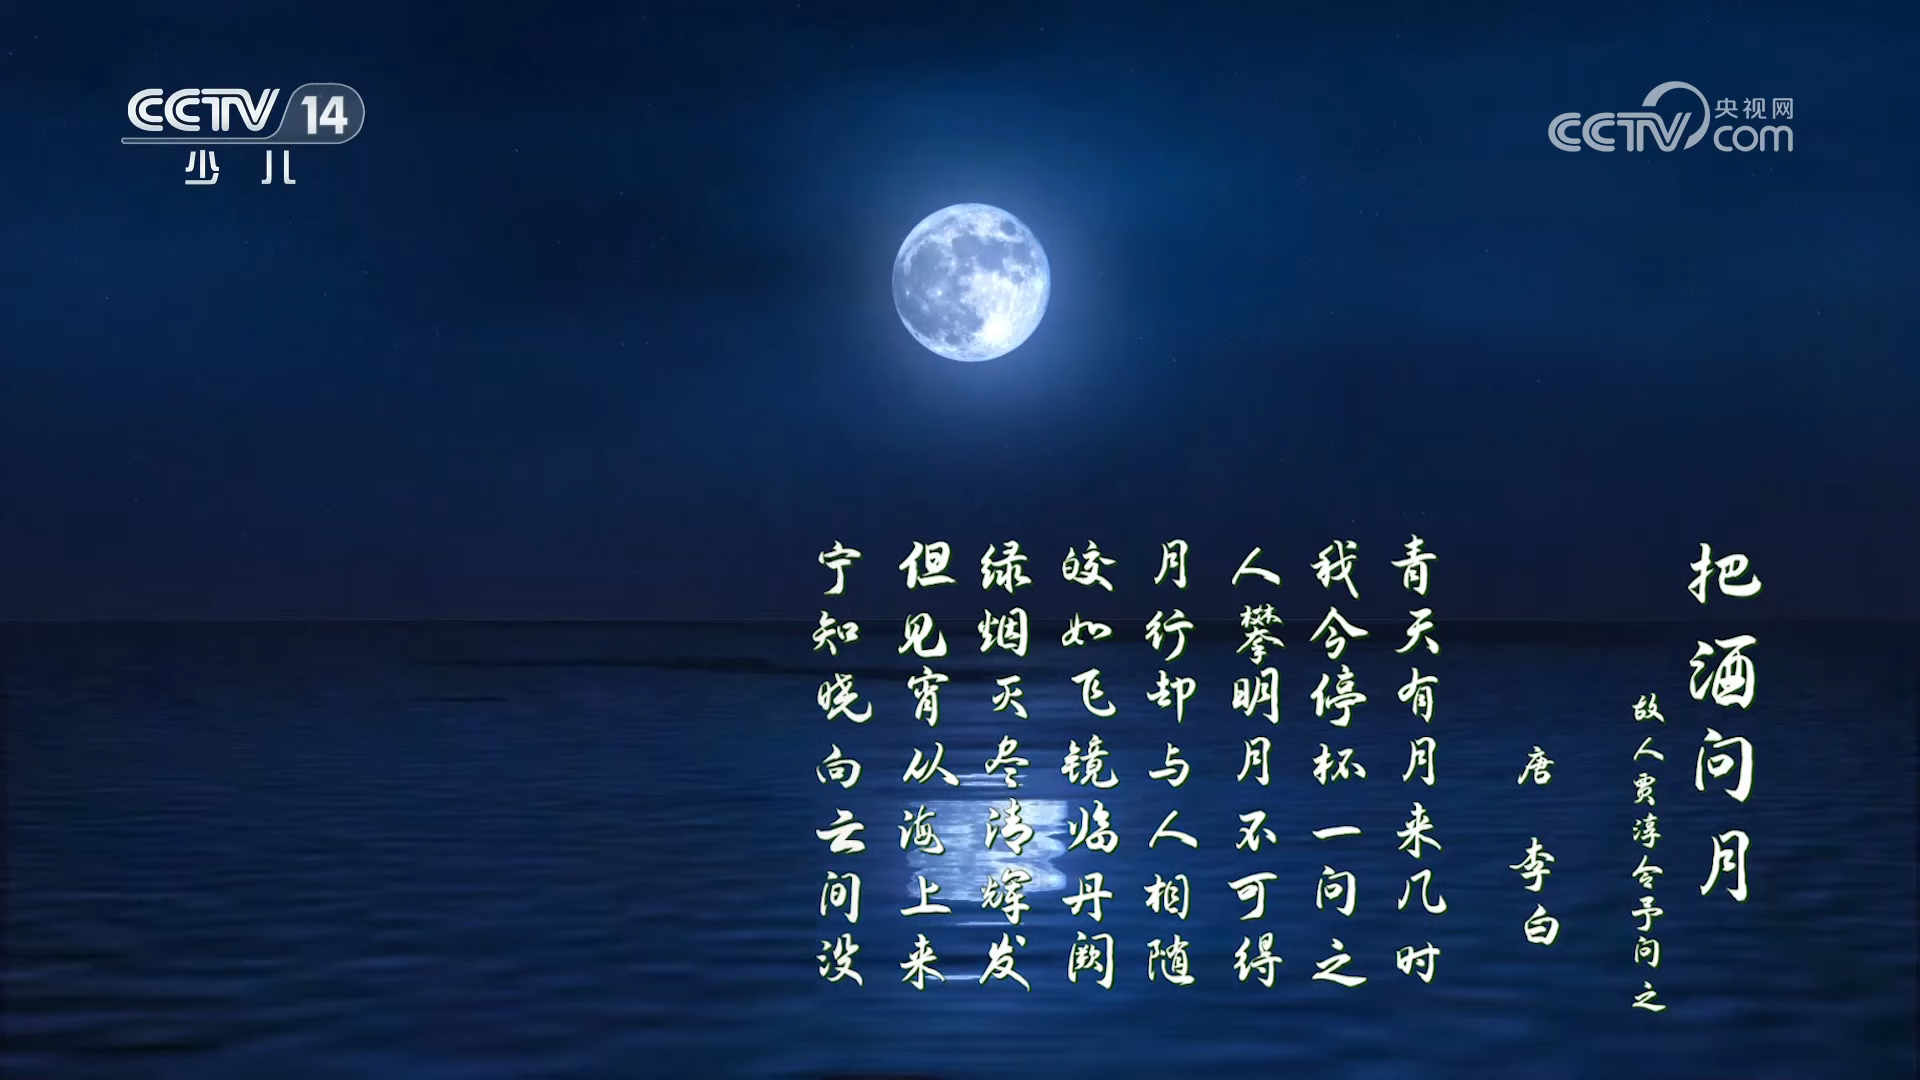 CCTV 14
少儿
央视网
CCTV.com
把酒问月
故人贾淳令予问之
唐 李白
青天有月来几时
我今停杯一问之
人攀明月不可得
月行却与人相随
皎如飞镜临丹阙
绿烟灭尽清辉发
但见宵从海上来
宁知晓向云间没